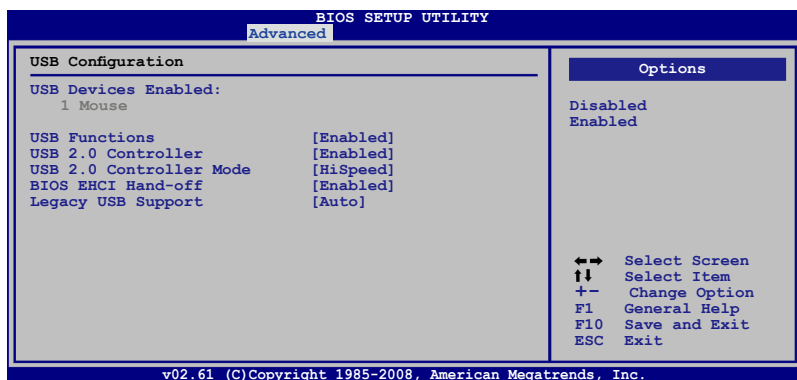 BIOS SETUP UTILITY
Advanced
USB Configuration
USB Devices Enabled:
1 Mouse
USB Functions [Enabled]
USB 2.0 Controller [Enabled]
USB 2.0 Controller Mode [HiSpeed]
BIOS EHCI Hand-off [Enabled]
Legacy USB Support [Auto]
Options
Disabled
Enabled
←→ Select Screen
↑↓ Select Item
+- Change Option
F1 General Help
F10 Save and Exit
ESC Exit
v02.61 (C)Copyright 1985-2008, American Megatrends, Inc.